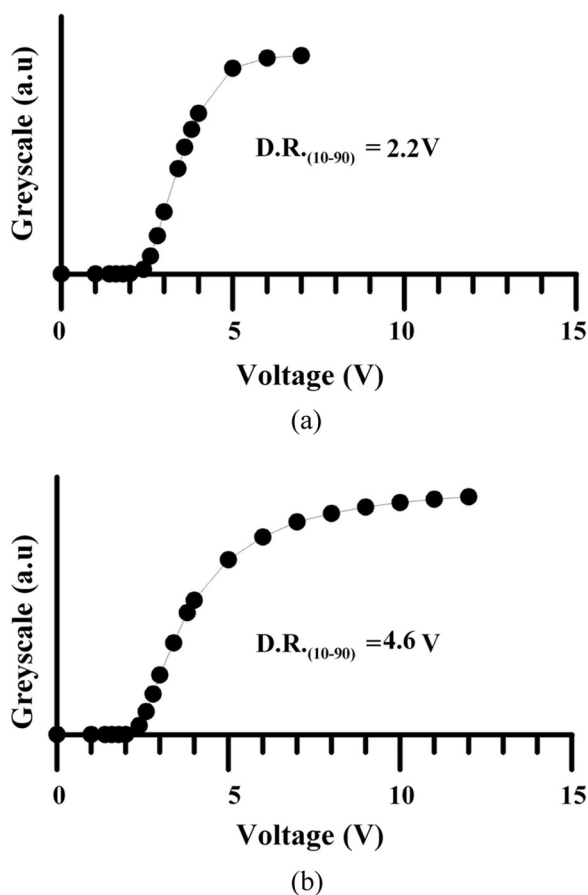 Greyscale (a.u)
D.R.(10-90) = 2.2V
0 5 10 15
Voltage (V)
(a)
Greyscale (a.u)
D.R.(10-90) =4.6 V
0 5 10 15
Voltage (V)
(b)